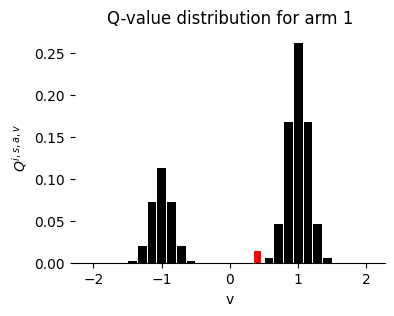 Q-value distribution for arm 1
0.25
0.20
0.15
0.10
0.05
0.00
Q^{i, s, a, v}
−2 −1 0 1 2
v